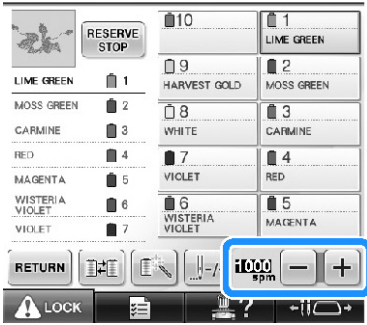 RESERVE
STOP
LIME GREEN 1
MOSS GREEN 2
CARMINE 3
RED 4
MAGENTA 5
WISTERIA
VIOLET 6
VIOLET 7
10
1
LIME GREEN
9
HARVEST GOLD
2
MOSS GREEN
8
WHITE
3
CARMINE
7
VIOLET
4
RED
6
WISTERIA
VIOLET
5
MAGENTA
RETURN
1000
spm
− +
LOCK
?